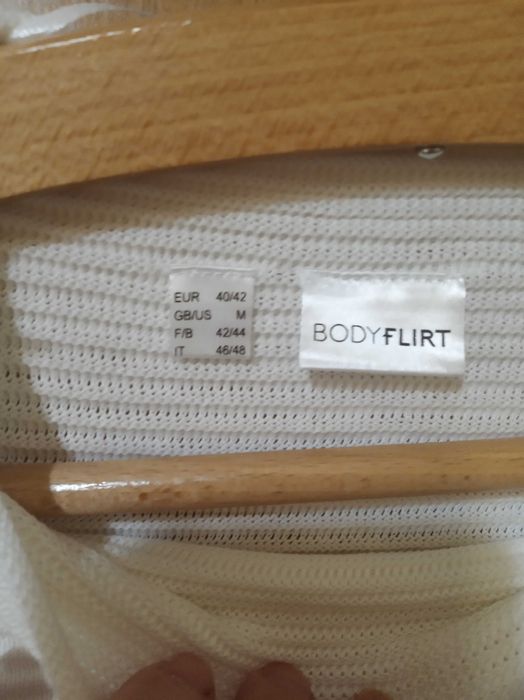 EUR 40/42
GB/US M
F/B 42/44
IT 46/48
BODYFLIRT